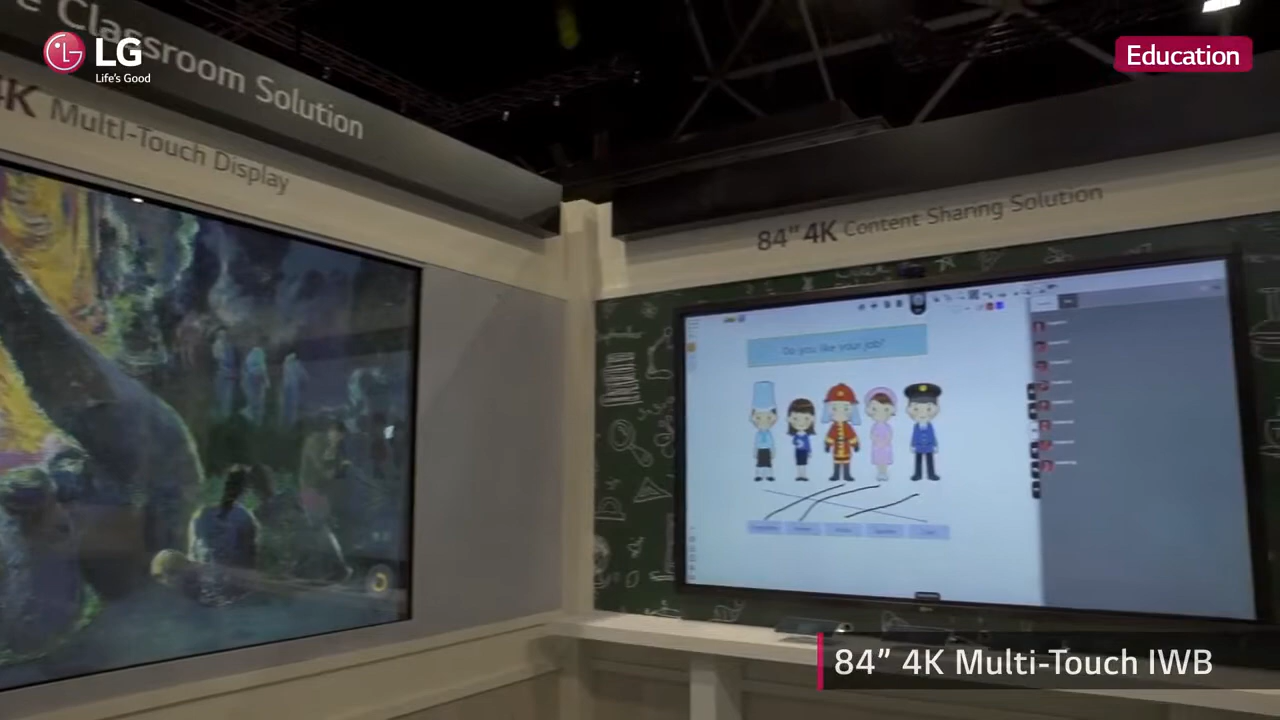 e Classroom Solution
LG
Life's Good
Education
4K Multi-Touch Display
84" 4K Content Sharing Solution
Do you like your job?
84” 4K Multi-Touch IWB